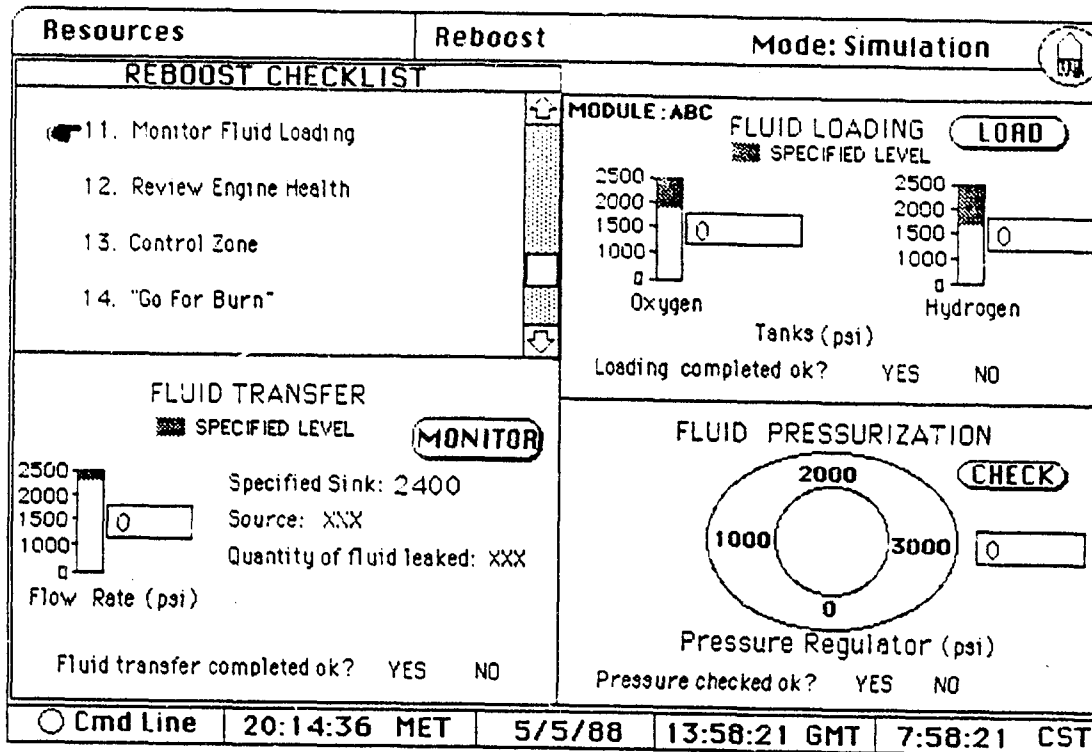 Resources
Reboost
Mode: Simulation
REBOOST CHECKLIST
11. Monitor Fluid Loading
12. Review Engine Health
13. Control Zone
14. "Go For Burn"
MODULE: ABC
FLUID LOADING
LOAD
SPECIFIED LEVEL
2500
2000
1500
1000
0
0
Oxygen
2500
2000
1500
1000
0
0
Hydrogen
Tanks (psi)
Loading completed ok? YES NO
FLUID TRANSFER
SPECIFIED LEVEL
MONITOR
2500
2000
1500
1000
0
0
Flow Rate (psi)
Specified Sink: 2400
Source: XXX
Quantity of fluid leaked: XXX
Fluid transfer completed ok? YES NO
FLUID PRESSURIZATION
CHECK
2000
1000
3000
0
0
Pressure Regulator (psi)
Pressure checked ok? YES NO
Cmd Line
20:14:36 MET
5/5/88
13:58:21 GMT
7:58:21 CST